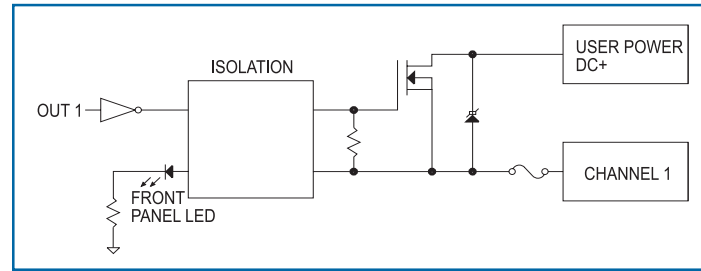 ISOLATION
USER POWER
DC+
OUT 1
FRONT
PANEL LED
CHANNEL 1